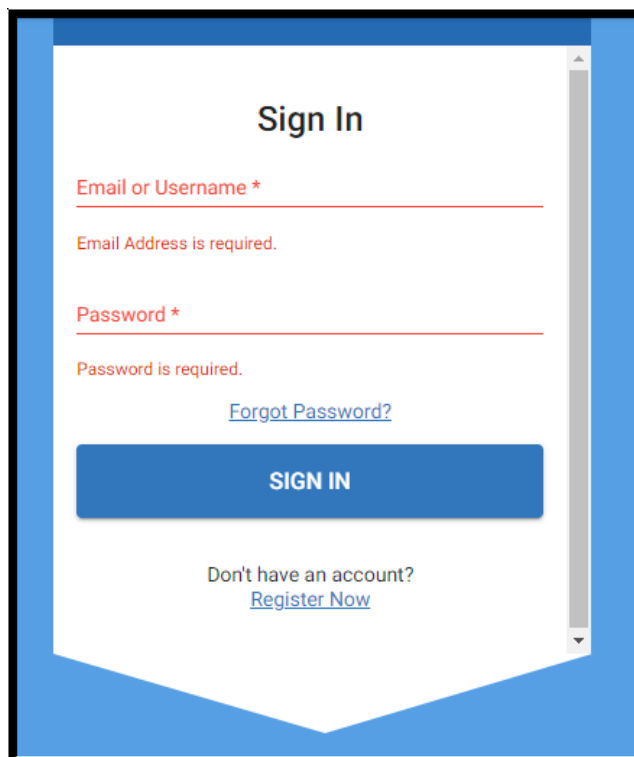 Sign In
Email or Username *
Email Address is required.
Password *
Password is required.
Forgot Password?
SIGN IN
Don't have an account?
Register Now